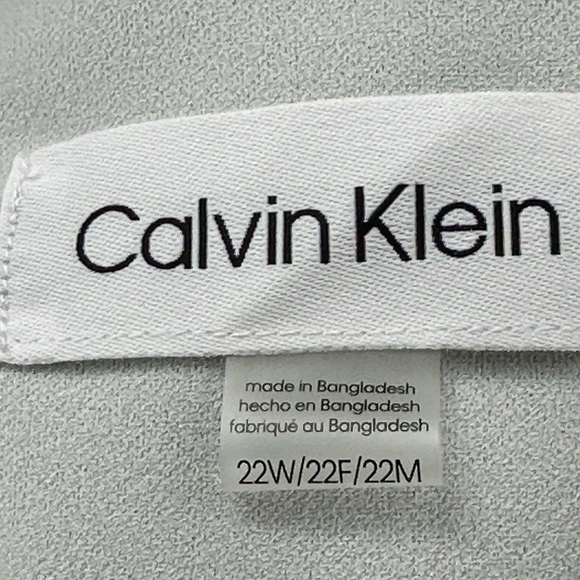 Calvin Klein
made in Bangladesh
hecho en Bangladesh
fabriqué au Bangladesh
22W/22F/22M